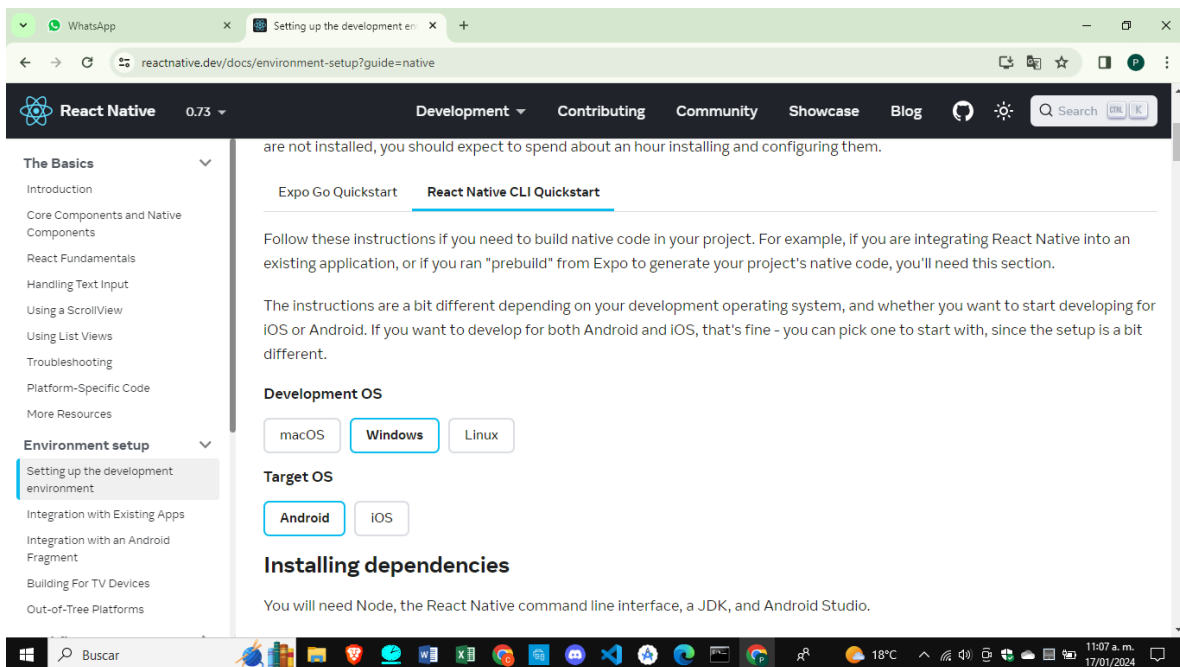 WhatsApp
Setting up the development en
reactnative.dev/docs/environment-setup?guide=native
P
React Native
0.73
Development
Contributing
Community
Showcase
Blog
Search
CTRL
K
The Basics
Introduction
Core Components and Native
Components
React Fundamentals
Handling Text Input
Using a ScrollView
Using List Views
Troubleshooting
Platform-Specific Code
More Resources
Environment setup
Setting up the development
environment
Integration with Existing Apps
Integration with an Android
Fragment
Building For TV Devices
Out-of-Tree Platforms
are not installed, you should expect to spend about an hour installing and configuring them.
Expo Go Quickstart
React Native CLI Quickstart
Follow these instructions if you need to build native code in your project. For example, if you are integrating React Native into an
existing application, or if you ran "prebuild" from Expo to generate your project's native code, you'll need this section.
The instructions are a bit different depending on your development operating system, and whether you want to start developing for
iOS or Android. If you want to develop for both Android and iOS, that's fine - you can pick one to start with, since the setup is a bit
different.
Development OS
macOS
Windows
Linux
Target OS
Android
iOS
Installing dependencies
You will need Node, the React Native command line interface, a JDK, and Android Studio.
Buscar
18°C
11:07 a. m.
17/01/2024